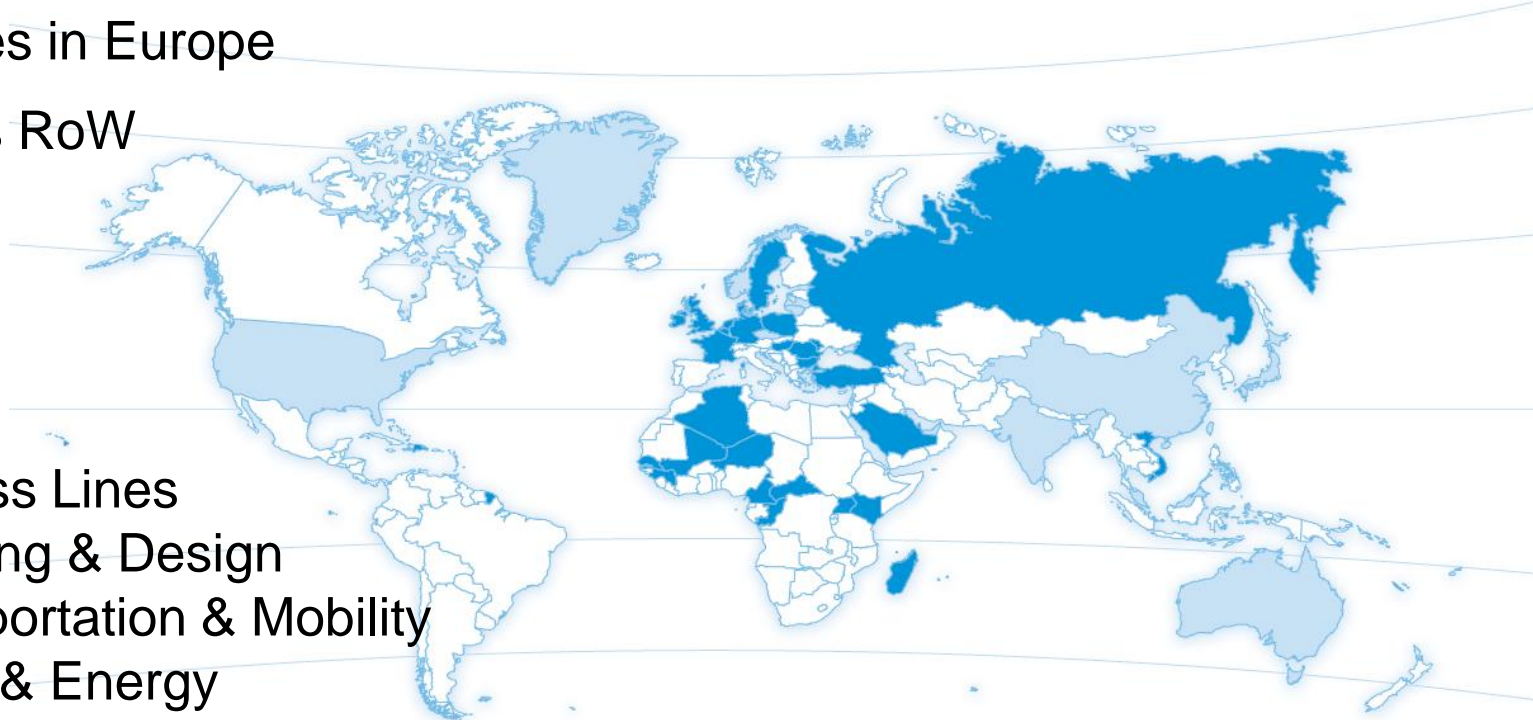 es in Europe
s RoW
ss Lines
ng & Design
portation & Mobility
& Energy